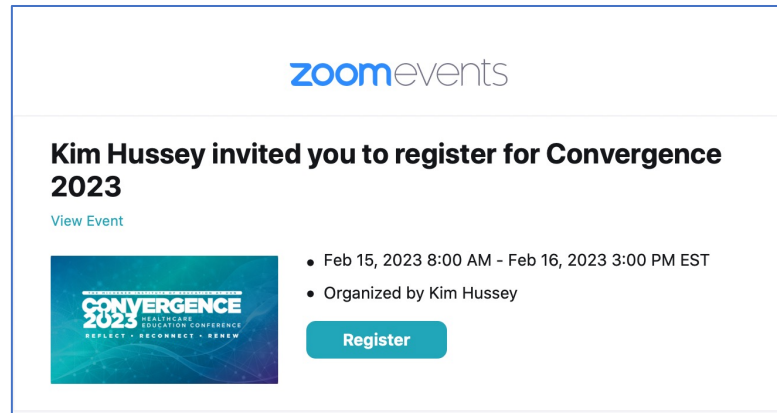 zoomevents
Kim Hussey invited you to register for Convergence
2023
View Event
• Feb 15, 2023 8:00 AM - Feb 16, 2023 3:00 PM EST
• Organized by Kim Hussey
Register
CONVERGENCE
2023 HEALTHCARE
EDUCATION CONFERENCE
REFLECT • RECONNECT • RENEW